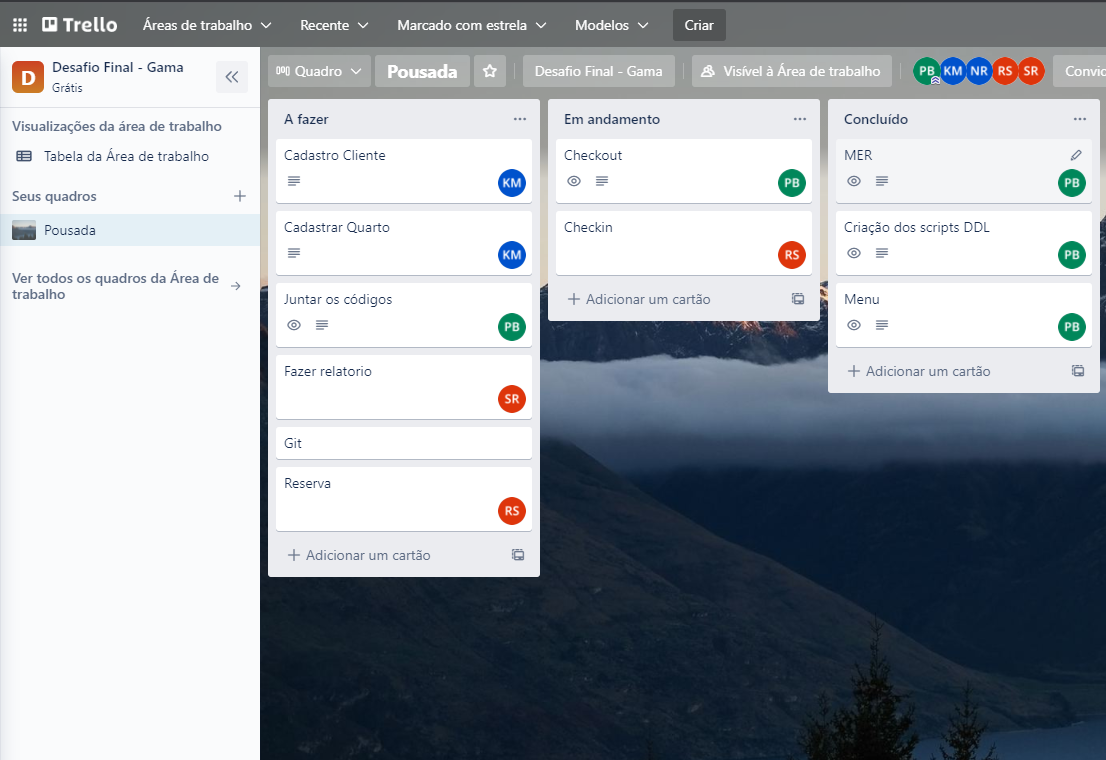 Trello
Áreas de trabalho
Recente
Marcado com estrela
Modelos
Criar
D
Desafio Final - Gama
Grátis
Visualizações da área de trabalho
Tabela da Área de trabalho
Seus quadros
Pousada
Ver todos os quadros da Área de
trabalho
Quadro
Pousada
Desafio Final - Gama
Visível à Área de trabalho
PB
KM
NR
RS
SR
Convid
A fazer
Cadastro Cliente
KM
Cadastrar Quarto
KM
Juntar os códigos
PB
Fazer relatorio
SR
Git
Reserva
RS
Adicionar um cartão
Em andamento
Checkout
PB
Checkin
RS
Adicionar um cartão
Concluído
MER
PB
Criação dos scripts DDL
PB
Menu
PB
Adicionar um cartão